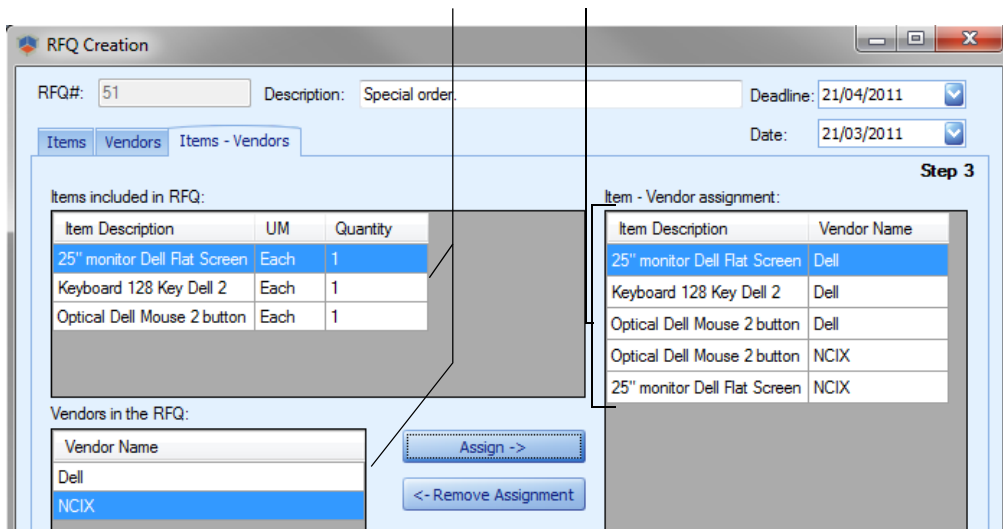 RFQ Creation
RFQ#: 51 Description: Special order. Deadline: 21/04/2011
Items Vendors Items - Vendors Date: 21/03/2011
Step 3
Items included in RFQ:
Item Description UM Quantity
25" monitor Dell Flat Screen Each 1
Keyboard 128 Key Dell 2 Each 1
Optical Dell Mouse 2 button Each 1
Item - Vendor assignment:
Item Description Vendor Name
25" monitor Dell Flat Screen Dell
Keyboard 128 Key Dell 2 Dell
Optical Dell Mouse 2 button Dell
Optical Dell Mouse 2 button NCIX
25" monitor Dell Flat Screen NCIX
Vendors in the RFQ:
Vendor Name
Dell
NCIX
Assign ->
<- Remove Assignment